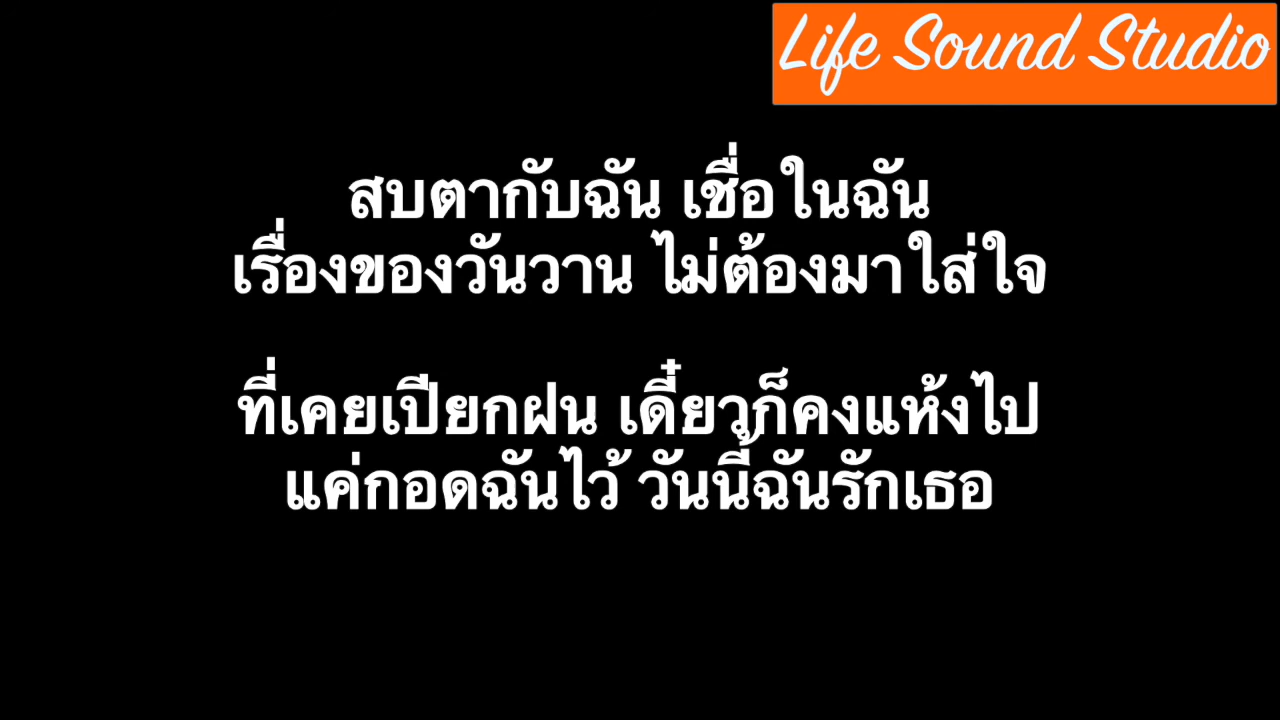 Life Sound Studio
สบตากับฉัน เชื่อในฉัน
เรื่องของวันวาน ไม่ต้องมาใส่ใจ
ที่เคยเปียกฝน เดี๋ยวก็คงแห้งไป
แค่กอดฉันไว้ วันนี้ฉันรักเธอ